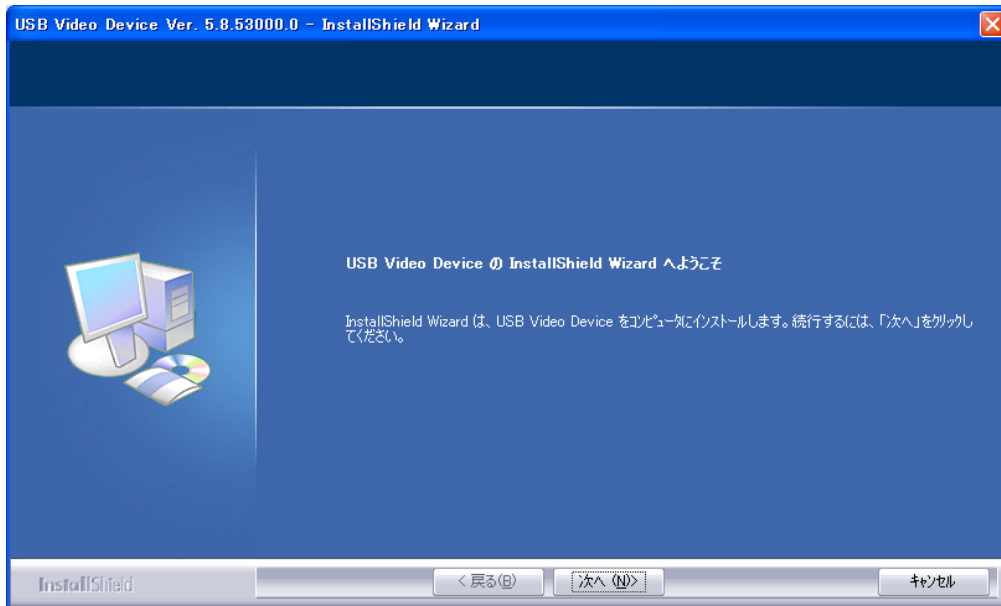 USB Video Device Ver. 5.8.53000.0 - InstallShield Wizard
USB Video Device の InstallShield Wizard へようこそ
InstallShield Wizard は、USB Video Device をコンピュータにインストールします。続行するには、「次へ」をクリックし
てください。
InstallShield
< 戻る(B)
次へ (N)>
キャンセル